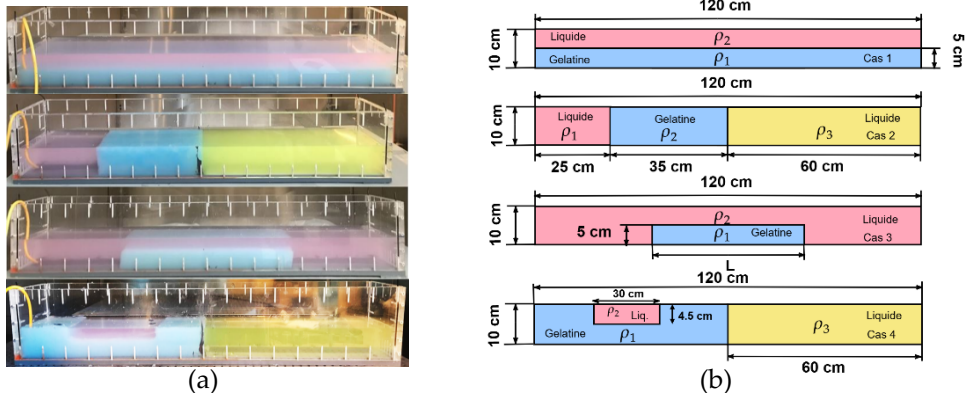 120 cm
10 cm
Liquide
ρ2
Gelatine
ρ1
Cas 1
5 cm
120 cm
10 cm
Liquide
ρ1
Gelatine
ρ2
ρ3
Liquide
Cas 2
25 cm
35 cm
60 cm
120 cm
10 cm
5 cm
ρ2
ρ1
Gelatine
Liquide
Cas 3
L
120 cm
30 cm
10 cm
ρ2 Liq.
4.5 cm
Gelatine
ρ1
ρ3
Liquide
Cas 4
60 cm
(a)
(b)